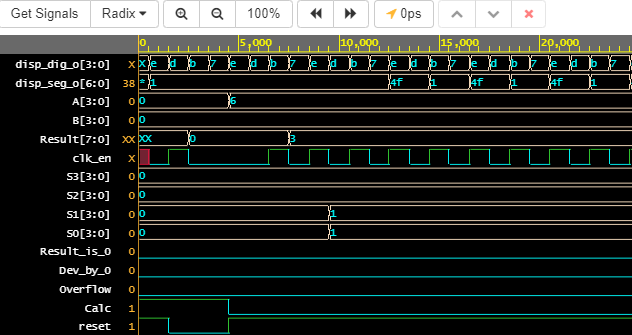 Get Signals Radix 100% 0ps
0 5,000 10,000 15,000 20,000
disp_dig_o[3:0] X X e d b 7 e d b 7 e d b 7 e d b 7 e d b 7 e d b 7
disp_seg_o[6:0] 38 * 1 4f 1 4f 1 4f 1
A[3:0] 0 0 6
B[3:0] 0 0
Result[7:0] XX XX 0 3
clk_en X
S3[3:0] 0 0
S2[3:0] 0 0
S1[3:0] 0 0 1
S0[3:0] 0 0 1
Result_is_0 0
Dev_by_0 0
Overflow 0
Calc 1
reset 1